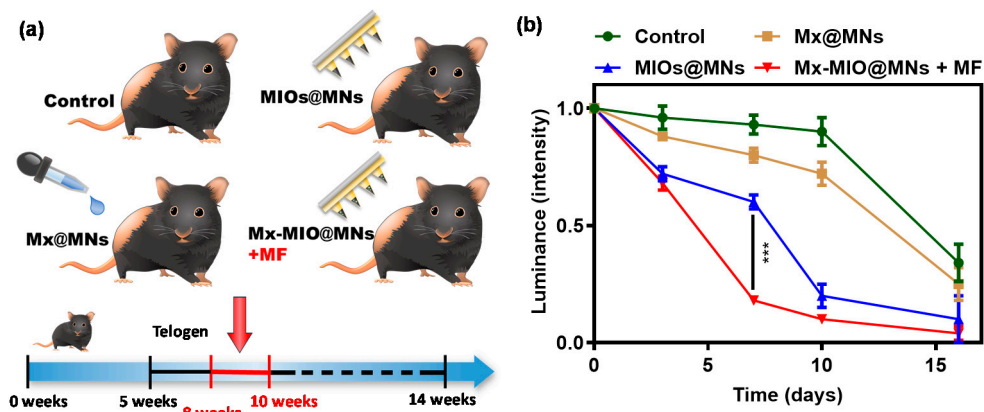 (a)
Control
MIOs@MNs
Mx@MNs
Mx-MIO@MNs
+MF
Telogen
0 weeks
5 weeks
8 weeks
10 weeks
14 weeks
(b)
Control
Mx@MNs
MIOs@MNs
Mx-MIO@MNs + MF
Luminance (intensity)
1.0
0.5
0.0
***
0
5
10
15
Time (days)